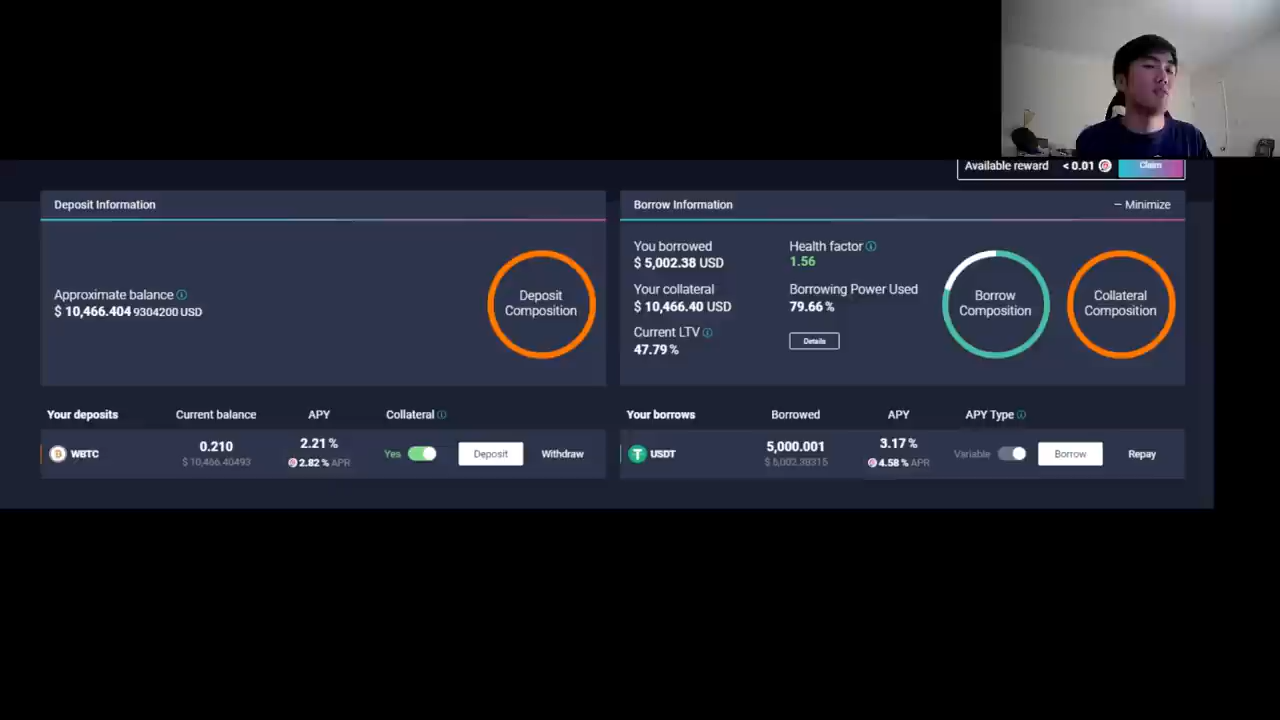 Available reward < 0.01 Claim
Deposit Information
Approximate balance
$ 10,466.404 9304200 USD
Deposit Composition
Borrow Information
— Minimize
You borrowed
$ 5,002.38 USD
Your collateral
$ 10,466.40 USD
Current LTV
47.79 %
Health factor
1.56
Borrowing Power Used
79.66 %
Details
Borrow Composition
Collateral Composition
Your deposits Current balance APY Collateral
WBTC 0.210 2.21 % Yes Deposit Withdraw
$ 10,466.40493 2.82 % APR
Your borrows Borrowed APY APY Type
USDT 5,000.001 3.17 % Variable Borrow Repay
4.58 % APR